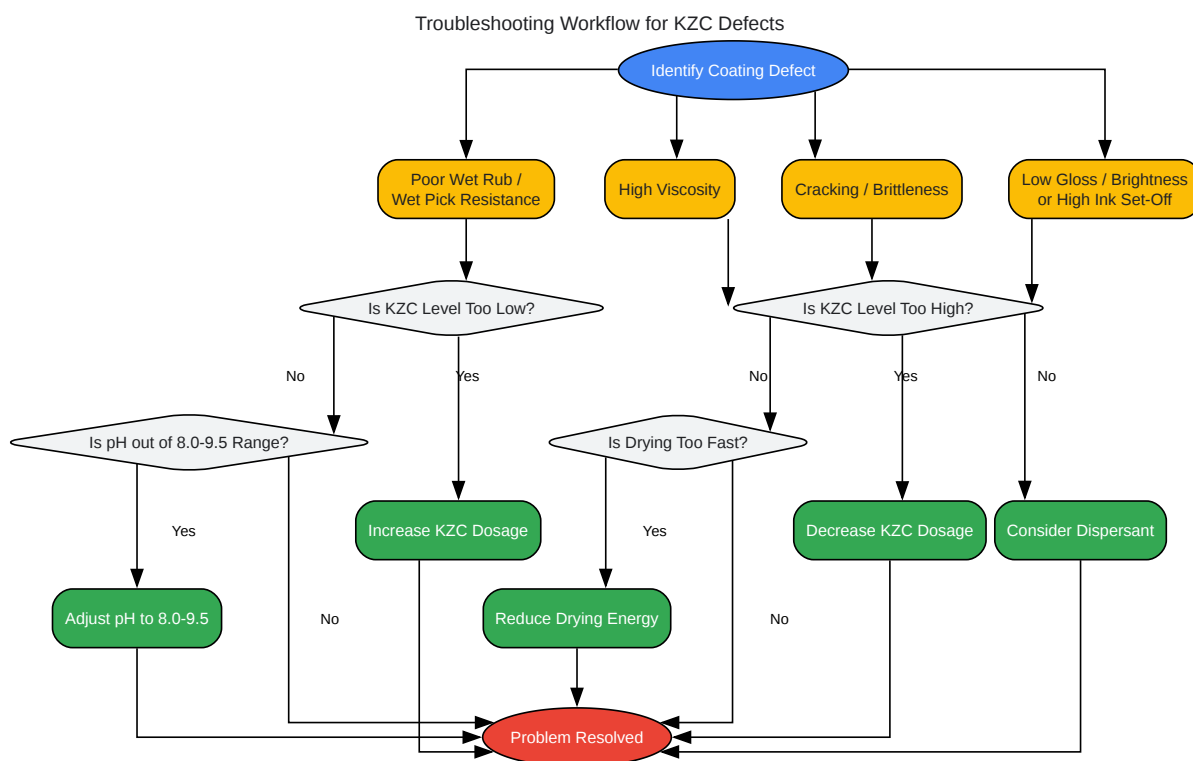 Troubleshooting Workflow for KZC Defects
Identify Coating Defect
Poor Wet Rub /
Wet Pick Resistance
High Viscosity
Cracking / Brittleness
Low Gloss / Brightness
or High Ink Set-Off
Is KZC Level Too Low?
Is KZC Level Too High?
No
Yes
No
Yes
No
Is pH out of 8.0-9.5 Range?
Is Drying Too Fast?
Yes
Increase KZC Dosage
Yes
Decrease KZC Dosage
Consider Dispersant
Adjust pH to 8.0-9.5
No
Reduce Drying Energy
No
Problem Resolved